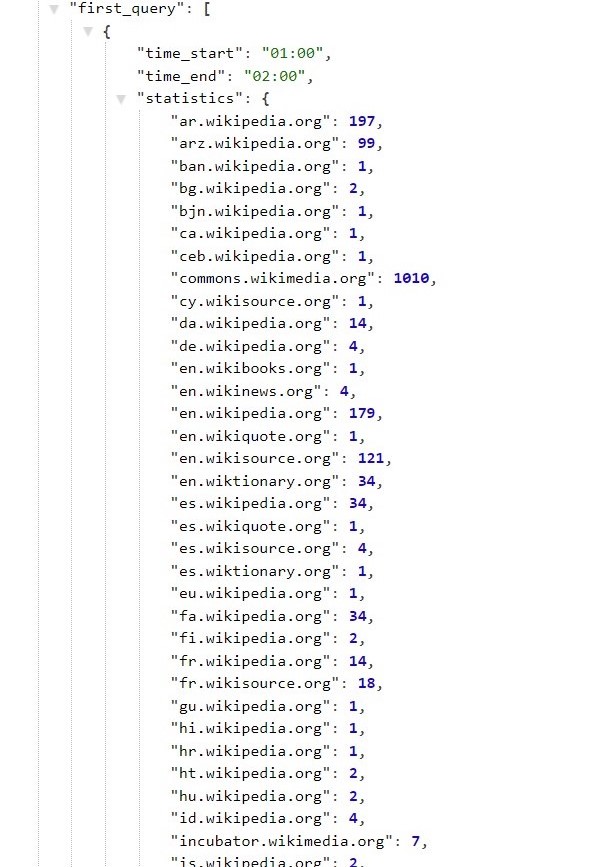 "first_query": [
{
"time_start": "01:00",
"time_end": "02:00",
"statistics": {
"ar.wikipedia.org": 197,
"arz.wikipedia.org": 99,
"ban.wikipedia.org": 1,
"bg.wikipedia.org": 2,
"bjn.wikipedia.org": 1,
"ca.wikipedia.org": 1,
"ceb.wikipedia.org": 1,
"commons.wikimedia.org": 1010,
"cy.wikisource.org": 1,
"da.wikipedia.org": 14,
"de.wikipedia.org": 4,
"en.wikibooks.org": 1,
"en.wikinews.org": 4,
"en.wikipedia.org": 179,
"en.wikiquote.org": 1,
"en.wikisource.org": 121,
"en.wiktionary.org": 34,
"es.wikipedia.org": 34,
"es.wikiquote.org": 1,
"es.wikisource.org": 4,
"es.wiktionary.org": 1,
"eu.wikipedia.org": 1,
"fa.wikipedia.org": 34,
"fi.wikipedia.org": 2,
"fr.wikipedia.org": 14,
"fr.wikisource.org": 18,
"gu.wikipedia.org": 1,
"hi.wikipedia.org": 1,
"hr.wikipedia.org": 1,
"ht.wikipedia.org": 2,
"hu.wikipedia.org": 2,
"id.wikipedia.org": 4,
"incubator.wikimedia.org": 7,
"is.wikipedia.org": 2,